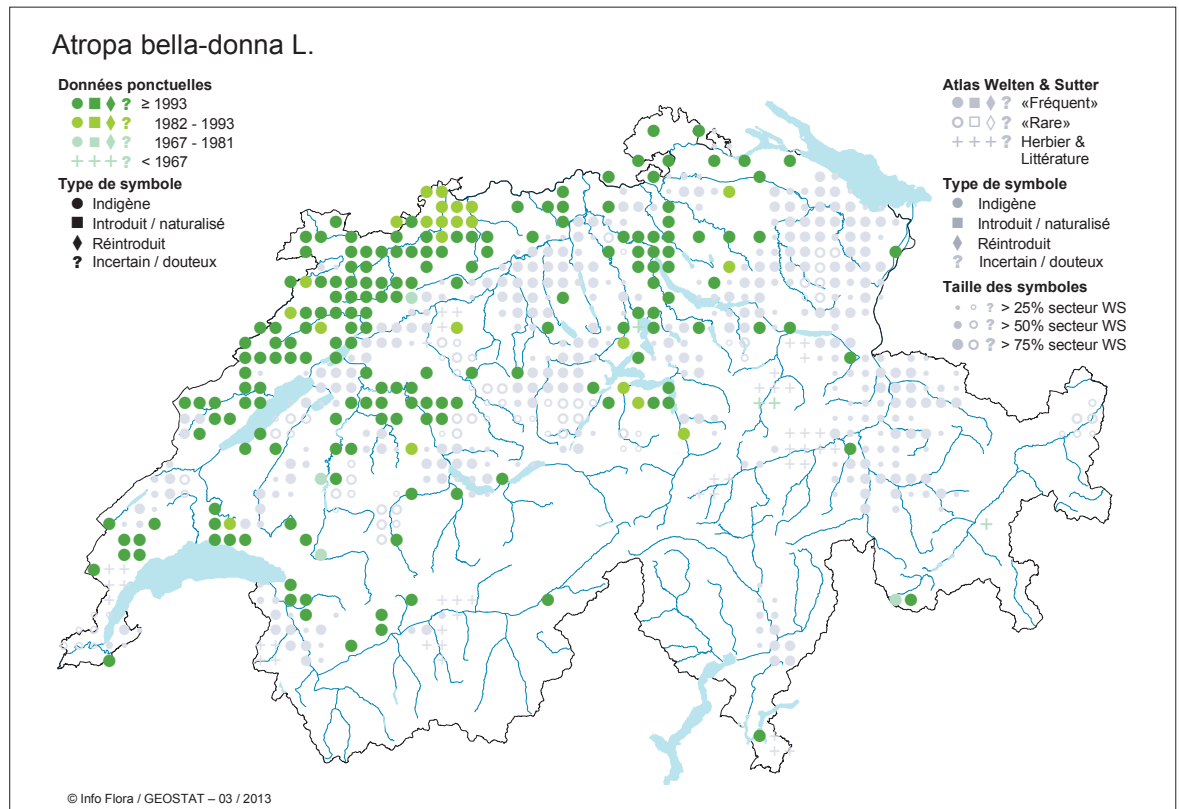 Atropa bella-donna L.
Données ponctuelles
? ≥ 1993
? 1982 - 1993
? 1967 - 1981
+++? < 1967
Type de symbole
Indigène
Introduit / naturalisé
Réintroduit
? Incertain / douteux
Atlas Welten & Sutter
? «Fréquent»
? «Rare»
+++? Herbier &
Littérature
Type de symbole
Indigène
Introduit / naturalisé
Réintroduit
? Incertain / douteux
Taille des symboles
? > 25% secteur WS
? > 50% secteur WS
? > 75% secteur WS
© Info Flora / GEOSTAT – 03 / 2013